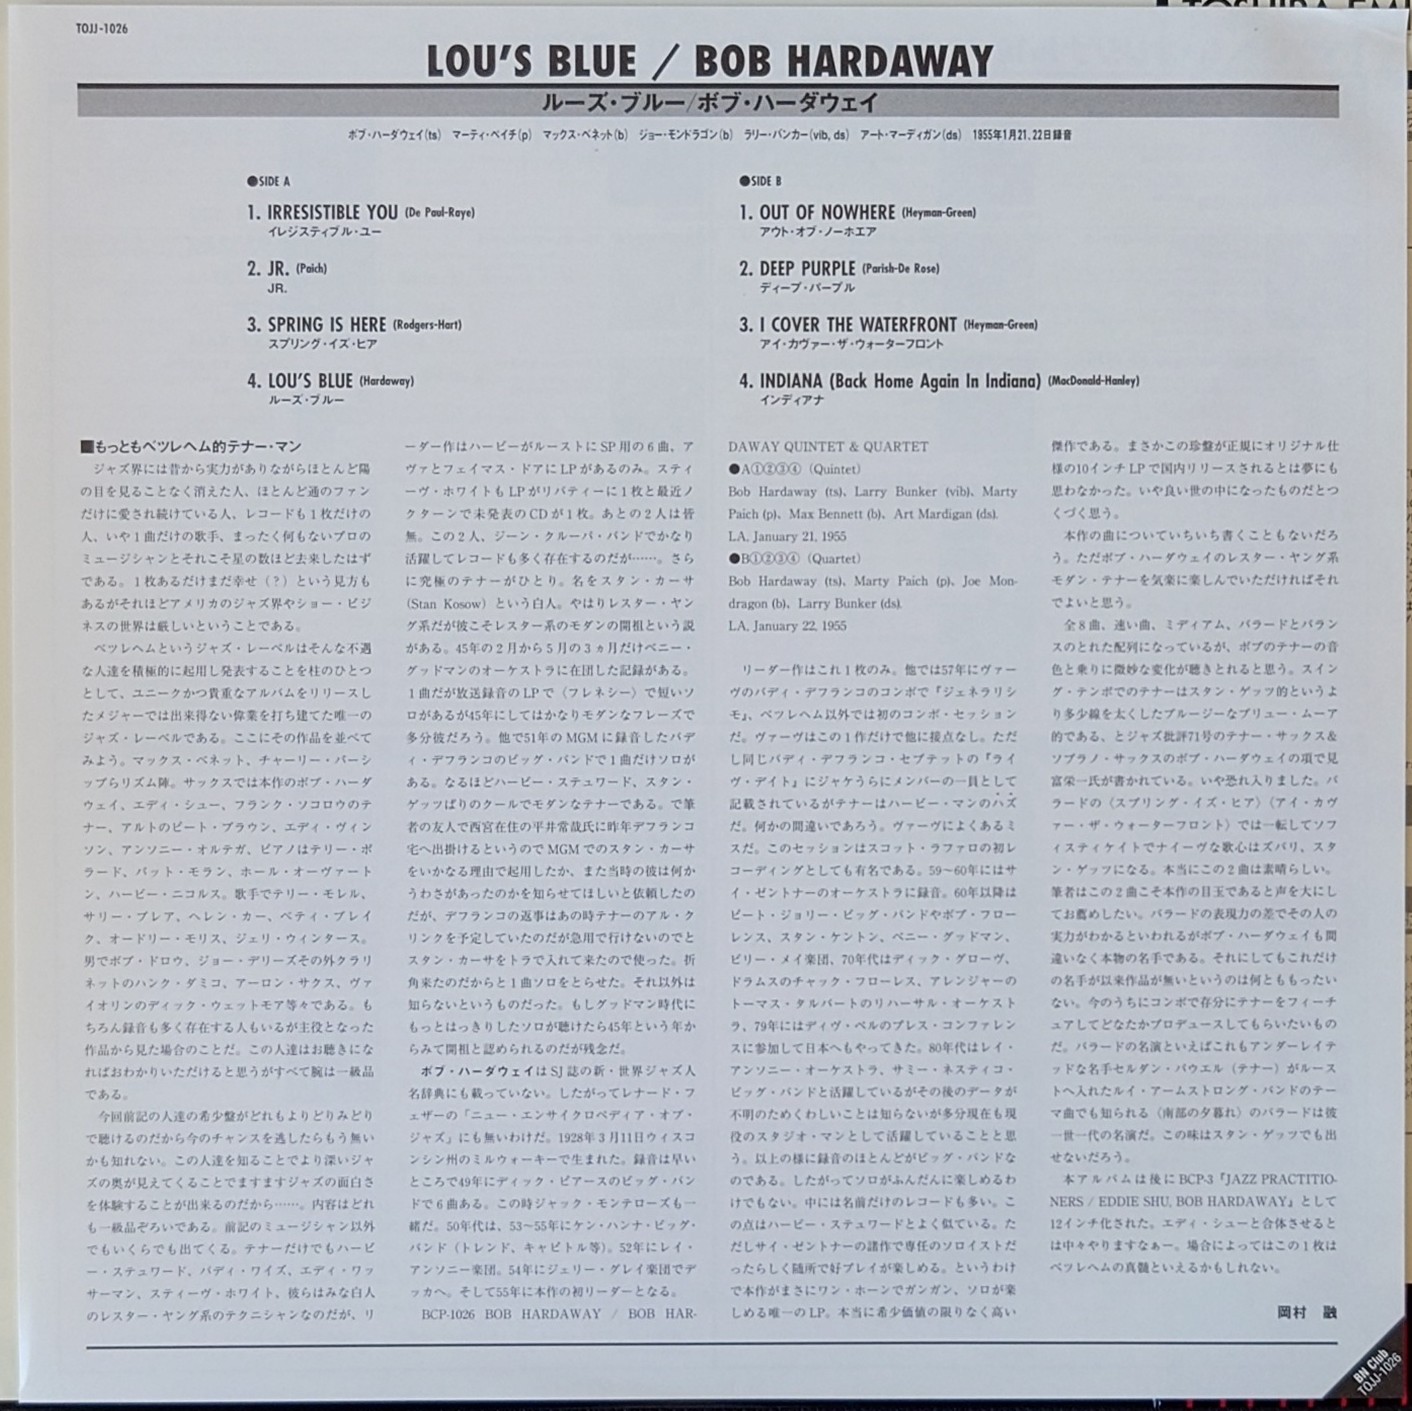 TOJJ-1026
LOU'S BLUE / BOB HARDAWAY
ルーズ・ブルー/ボブ・ハーダウェイ
ボブ・ハーダウェイ(ts) マーティ・ペイチ(p) マックス・ベネット(b) ジョー・モンドラゴン(b) ラリー・バンカー(vib, ds) アート・マーディガン(ds) 1955年1月21、22日録音
●SIDE A
1. IRRESISTIBLE YOU (De Paul-Raye)
イレジスティブル・ユー
2. JR. (Paich)
JR.
3. SPRING IS HERE (Rodgers-Hart)
スプリング・イズ・ヒア
4. LOU'S BLUE (Hardaway)
ルーズ・ブルー
●SIDE B
1. OUT OF NOWHERE (Heyman-Green)
アウト・オブ・ノーホエア
2. DEEP PURPLE (Parish-De Rose)
ディープ・パープル
3. I COVER THE WATERFRONT (Heyman-Green)
アイ・カヴァー・ザ・ウォーターフロント
4. INDIANA (Back Home Again In Indiana) (MacDonald-Hanley)
インディアナ
■もっともベツレヘム的テナー・マン
ジャズ界には昔から実力がありながらほとんど陽
の目を見ることなく消えた人、ほとんど通のファン
だけに愛され続けている人、レコードも1枚だけの
人、いや1曲だけの歌手、まったく何もないプロの
ミュージシャンとそれこそ星の数ほど去来したはず
である。1枚あるだけまだ幸せ（？）という見方も
あるがそれほどアメリカのジャズ界やショー・ビジ
ネスの世界は厳しいということである。
ベツレヘムというジャズ・レーベルはそんな不遇
な人達を積極的に起用し発表することを柱のひとつ
として、ユニークかつ貴重なアルバムをリリースし
たメジャーでは出来得ない偉業を打ち建てた唯一の
ジャズ・レーベルである。ここにその作品を並べて
みよう。マックス・ベネット、チャーリー・パーシ
ップらリズム陣。サックスでは本作のボブ・ハーダ
ウェイ、エディ・シュー、フランク・ソコロウのテ
ナー、アルトのピート・ブラウン、エディ・ヴィン
ソン、アンソニー・オルテガ、ピアノはテリー・ポ
ラード、パット・モラン、ホール・オーヴァート
ン、ハービー・ニコルス。歌手でテリー・モレル、
サリー・ブレア、ヘレン・カー、ベティ・ブレイ
ク、オードリー・モリス、ジェリ・ウィンタース。
男でボブ・ドロウ、ジョー・デリーズその外クラリ
ネットのハンク・ダミコ、アーロン・サクス、ヴァ
イオリンのディック・ウェットモア等々である。も
ちろん録音も多く存在する人もいるが主役となった
作品から見た場合のことだ。この人達はお聴きにな
ればおわかりいただけると思うがすべて腕は一級品
である。
今回前記の人達の希少盤がどれもよりどりみどり
で聴けるのだから今のチャンスを逃したらもう無い
かも知れない。この人達を知ることでより深いジャ
ズの奥が見えてくることでますますジャズの面白さ
を体験することが出来るのだから……。内容はどれ
も一級品ぞろいである。前記のミュージシャン以外
でもいくらでも出てくる。テナーだけでもハービ
ー・ステュワード、バディ・ワイズ、エディ・ワッ
サーマン、スティーヴ・ホワイト、彼らはみな白人
のレスター・ヤング系のテクニシャンなのだが、リ
ーダー作はハービーがルーストにSP用の6曲、ア
ヴァとフェイマス・ドアにLPがあるのみ。スティ
ーヴ・ホワイトもLPがリバティーに1枚と最近ノ
クターンで未発表のCDが1枚。あとの2人は皆
無。この2人、ジーン・クルーパ・バンドでかなり
活躍してレコードも多く存在するのだが……。さら
に究極のテナーがひとり。名をスタン・カーサ
(Stan Kosow) という白人。やはりレスター・ヤン
グ系だが彼こそレスター系のモダンの開祖という説
がある。45年の2月から5月の3ヵ月だけベニー・
グッドマンのオーケストラに在団した記録がある。
1曲だが放送録音のLPで〈フレネシー〉で短いソ
ロがあるが45年にしてはかなりモダンなフレーズで
多分彼だろう。他で51年のMGMに録音したバデ
ィ・デフランコのビッグ・バンドで1曲だけソロが
ある。なるほどハービー・ステュワード、スタン・
ゲッツばりのクールでモダンなテナーである。で筆
者の友人で西宮在住の平井常哉氏に昨年デフランコ
宅へ出掛けるというのでMGMでのスタン・カーサ
をいかなる理由で起用したか、また当時の彼は何か
うわさがあったのかを知らせてほしいと依頼したの
だが、デフランコの返事はあの時テナーのアル・ク
リンクを予定していたのだが急用で行けないのでと
スタン・カーサをトラで入れて来たので使った。折
角来たのだからと1曲ソロをとらせた。それ以外は
知らないというものだった。もしグッドマン時代に
もっとはっきりしたソロが聴けたら45年という年か
らみて開祖と認められるのだが残念だ。
ボブ・ハーダウェイはSJ誌の新・世界ジャズ人
名辞典にも載っていない。したがってレナード・フ
ェザーの「ニュー・エンサイクロペディア・オブ・
ジャズ」にも無いわけだ。1928年3月11日ウィスコ
ンシン州のミルウォーキーで生まれた。録音は早い
ところで49年にディック・ピアースのビッグ・バン
ドで6曲ある。この時ジャック・モンテローズも一
緒だ。50年代は、53～55年にケン・ハンナ・ビッグ・
バンド（トレンド、キャピトル等）。52年にレイ・
アンソニー楽団。54年にジェリー・グレイ楽団でデ
ッカへ。そして55年に本作の初リーダーとなる。
BCP-1026 BOB HARDAWAY / BOB HAR-
DAWAY QUINTET & QUARTET
●A①②③④ (Quintet)
Bob Hardaway (ts)、Larry Bunker (vib)、Marty
Paich (p)、Max Bennett (b)、Art Mardigan (ds).
LA, January 21, 1955
●B①②③④ (Quartet)
Bob Hardaway (ts)、Marty Paich (p)、Joe Mon-
dragon (b)、Larry Bunker (ds).
LA, January 22, 1955
リーダー作はこれ1枚のみ。他では57年にヴァー
ヴのバディ・デフランコのコンボで『ジェネラリシ
モ』、ベツレヘム以外では初のコンボ・セッション
だ。ヴァーヴはこの1作だけで他に接点なし。ただ
し同じバディ・デフランコ・セプテットの『ライ
ヴ・デイト』にジャケうらにメンバーの一員として
記載されているがテナーはハービー・マンのハズ
だ。何かの間違いであろう。ヴァーヴによくあるミ
スだ。このセッションはスコット・ラファロの初レ
コーディングとしても有名である。59～60年にはサ
イ・ゼントナーのオーケストラに録音。60年以降は
ピート・ジョリー・ビッグ・バンドやボブ・フロー
レンス、スタン・ケントン、ベニー・グッドマン、
ビリー・メイ楽団、70年代はディック・グローヴ、
ドラムスのチャック・フローレス、アレンジャーの
トーマス・タルバートのリハーサル・オーケスト
ラ、79年にはディヴ・ペルのプレス・コンファレン
スに参加して日本へもやってきた。80年代はレイ・
アンソニー・オーケストラ、サミー・ネスティコ・
ビッグ・バンドと活躍しているがその後のデータが
不明のためくわしいことは知らないが多分現在も現
役のスタジオ・マンとして活躍していることと思
う。以上の様に録音のほとんどがビッグ・バンドな
のである。したがってソロがふんだんに楽しめるわ
けでもない。中には名前だけのレコードも多い。こ
の点はハービー・ステュワードとよく似ている。た
だしサイ・ゼントナーの諸作で専任のソロイストだ
ったらしく随所で好プレイが楽しめる。というわけ
で本作がまさにワン・ホーンでガンガン、ソロが楽
しめる唯一のLP。本当に希少価値の限りなく高い
傑作である。まさかこの珍盤が正規にオリジナル仕
様の10インチLPで国内リリースされるとは夢にも
思わなかった。いや良い世の中になったものだとつ
くづく思う。
本作の曲についていちいち書くこともないだろ
う。ただボブ・ハーダウェイのレスター・ヤング系
モダン・テナーを気楽に楽しんでいただければそれ
でよいと思う。
全8曲、速い曲、ミディアム、バラードとバラン
スのとれた配列になっているが、ボブのテナーの音
色と乗りに微妙な変化が聴きとれると思う。スイン
グ・テンポでのテナーはスタン・ゲッツ的というよ
り多少線を太くしたブルージーなブリュー・ムーア
的である、とジャズ批評71号のテナー・サックス&
ソプラノ・サックスのボブ・ハーダウェイの項で見
富栄一氏が書かれている。いや恐れ入りました。バ
ラードの〈スプリング・イズ・ヒア〉〈アイ・カヴ
ァー・ザ・ウォーターフロント〉では一転してソフ
ィスティケイトでナイーヴな歌心はズバリ、スタ
ン・ゲッツになる。本当にこの2曲は素晴らしい。
筆者はこの2曲こそ本作の目玉であると声を大にし
てお薦めしたい。バラードの表現力の差でその人の
実力がわかるといわれるがボブ・ハーダウェイも間
違いなく本物の名手である。それにしてもこれだけ
の名手が以来作品が無いというのは何とももったい
ない。今のうちにコンボで存分にテナーをフィーチ
ュアしてどなたかプロデュースしてもらいたいもの
だ。バラードの名演といえばこれもアンダーレイテ
ッドな名手セルダン・パウエル（テナー）がルース
トへ入れたルイ・アームストロング・バンドのテー
マ曲でも知られる〈南部の夕暮れ〉のバラードは彼
一世一代の名演だ。この味はスタン・ゲッツでも出
せないだろう。
本アルバムは後にBCP-3『JAZZ PRACTITIO-
NERS / EDDIE SHU, BOB HARDAWAY』として
12インチ化された。エディ・シューと合体させると
は中々やりますなぁー。場合によってはこの1枚は
ベツレヘムの真髄といえるかもしれない。
岡村 融
BN Club
TOJJ-1026